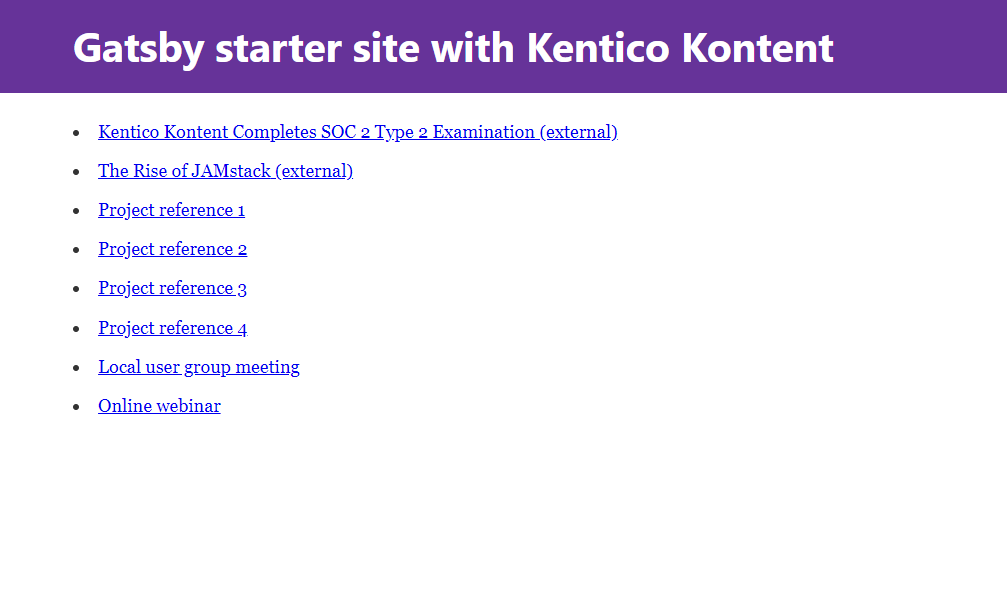 Gatsby starter site with Kentico Kontent
Kentico Kontent Completes SOC 2 Type 2 Examination (external)
The Rise of JAMstack (external)
Project reference 1
Project reference 2
Project reference 3
Project reference 4
Local user group meeting
Online webinar